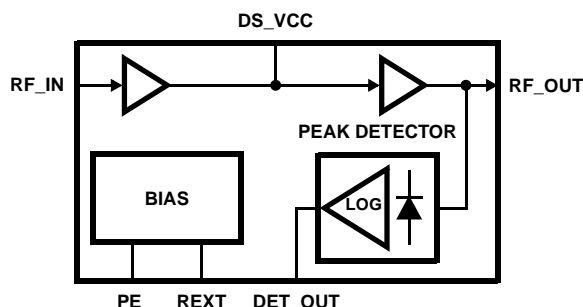 DS_VCC
RF_IN
RF_OUT
PEAK DETECTOR
BIAS
LOG
PE REXT DET_OUT